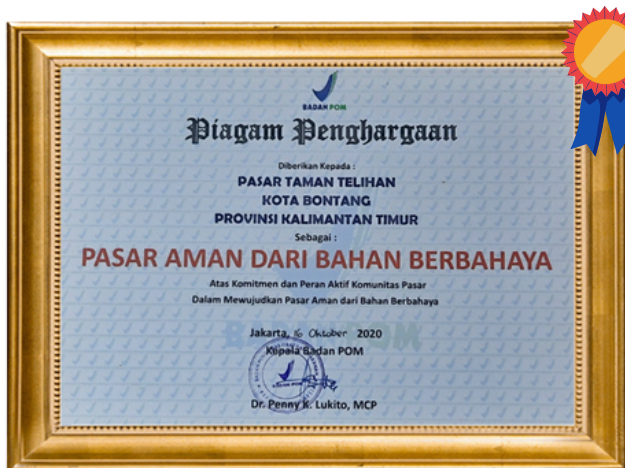 BADAN POM
Piagam Penghargaan
Diberikan Kepada :
PASAR TAMAN TELIHAN
KOTA BONTANG
PROVINSI KALIMANTAN TIMUR
Sebagai :
PASAR AMAN DARI BAHAN BERBAHAYA
Atas Komitmen dan Peran Aktif Komunitas Pasar
Dalam Mewujudkan Pasar Aman dari Bahan Berbahaya
BADAN POM
Jakarta, 16 Oktober 2020
Kepala Badan POM
Dr. Penny K. Lukito, MCP